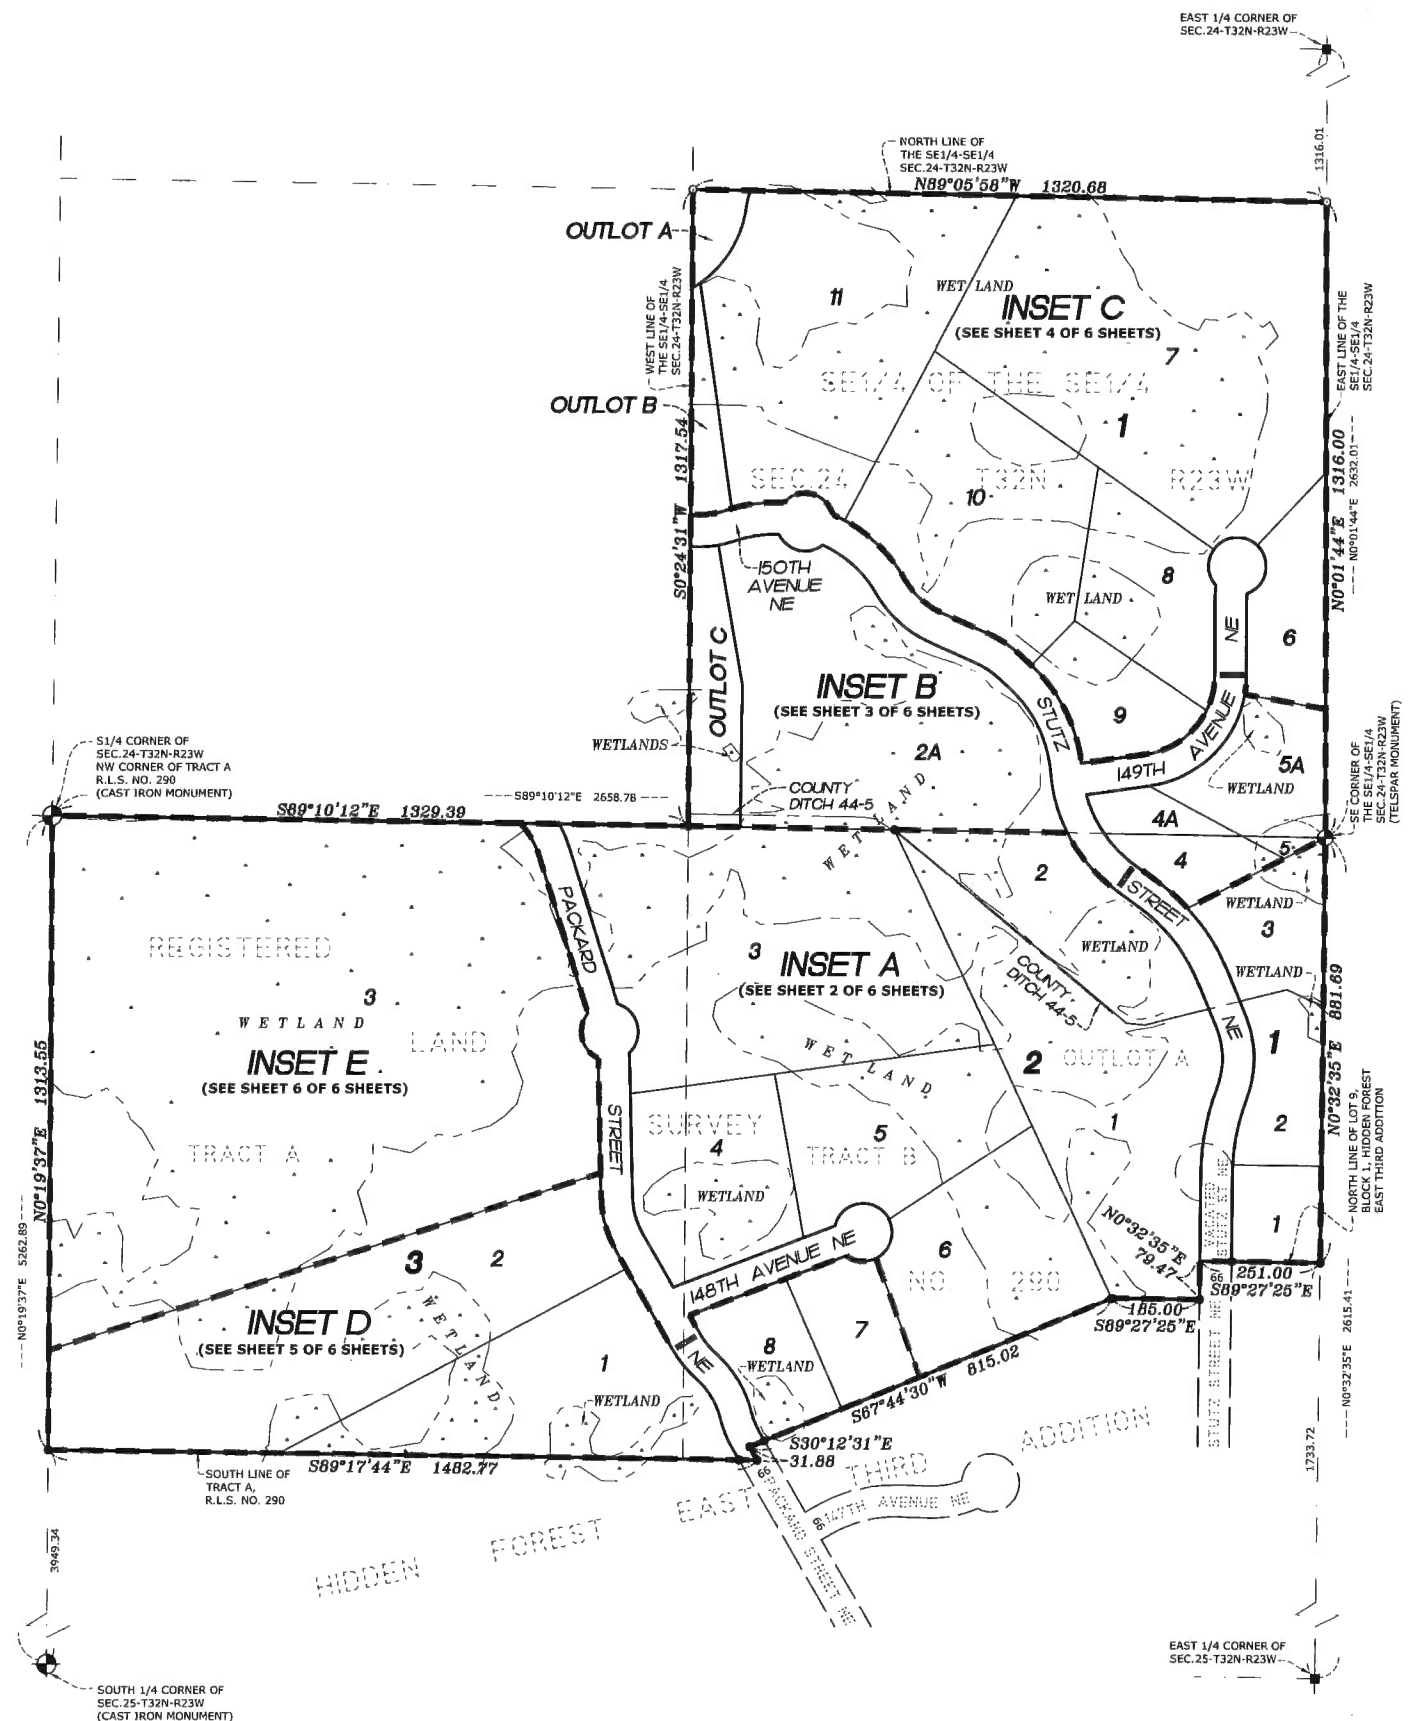 EAST 1/4 CORNER OF
SEC.24-T32N-R23W
1316.01
NORTH LINE OF
THE SE1/4-SE1/4
SEC.24-T32N-R23W
N89°05'58"W 1320.68
OUTLOT A
WEST LINE OF
THE SE1/4-SE1/4
SEC.24-T32N-R23W
11
WET LAND
INSET C
(SEE SHEET 4 OF 6 SHEETS)
7
EAST LINE OF THE
SE1/4-SE1/4
SEC.24-T32N-R23W
SE1/4 OF THE SE1/4
OUTLOT B
1
S0°24'31"W 1317.54
SEC.24 T32N R23W
10
N0°01'44"E 1316.00
N0°01'44"E 2632.01
150TH
AVENUE
NE
8
WET LAND
6
NE
OUTLOT C
INSET B
(SEE SHEET 3 OF 6 SHEETS)
STUTZ
9
AVENUE
149TH
WETLANDS
2A
5A
WETLAND
S1/4 CORNER OF
SEC.24-T32N-R23W
NW CORNER OF TRACT A
R.L.S. NO. 290
(CAST IRON MONUMENT)
SE CORNER OF
THE SE1/4-SE1/4
SEC.24-T32N-R23W
(TELSPAR MONUMENT)
S89°10'12"E 1329.39
S89°10'12"E 2658.78
COUNTY
DITCH 44-5
WETLAND
4A
4
5
2
STREET
WETLAND
3
PACKARD
REGISTERED
WETLAND
3
INSET A
(SEE SHEET 2 OF 6 SHEETS)
COUNTY
DITCH 44-5
WETLAND
3
WETLAND
LAND
NE
1
N0°32'35"E 881.69
INSET E
(SEE SHEET 6 OF 6 SHEETS)
WET LAND
2
OUTLOT A
N0°19'37"E 1313.55
STREET
SURVEY
4
5
TRACT B
1
2
TRACT A
WETLAND
NORTH LINE OF LOT 9,
BLOCK 1, HIDDEN FOREST
EAST THIRD ADDITION
N0°19'37"E 5262.89
VACATED
STUTZ ST NE
1
N0°32'35"E
79.47
3
2
148TH AVENUE NE
6
NO. 290
66
251.00
S89°27'25"E
INSET D
(SEE SHEET 5 OF 6 SHEETS)
WETLAND
185.00
S89°27'25"E
STUTZ STREET NE
N0°32'35"E 2615.41
1
NE
8
7
WETLAND
WETLAND
S67°44'30"W 815.02
S30°12'31"E
31.88
S89°17'44"E 1482.77
SOUTH LINE OF
TRACT A,
R.L.S. NO. 290
66
PACKARD STREET NE
66
147TH AVENUE NE
HIDDEN FOREST EAST THIRD ADDITION
1733.72
3949.34
EAST 1/4 CORNER OF
SEC.25-T32N-R23W
SOUTH 1/4 CORNER OF
SEC.25-T32N-R23W
(CAST IRON MONUMENT)